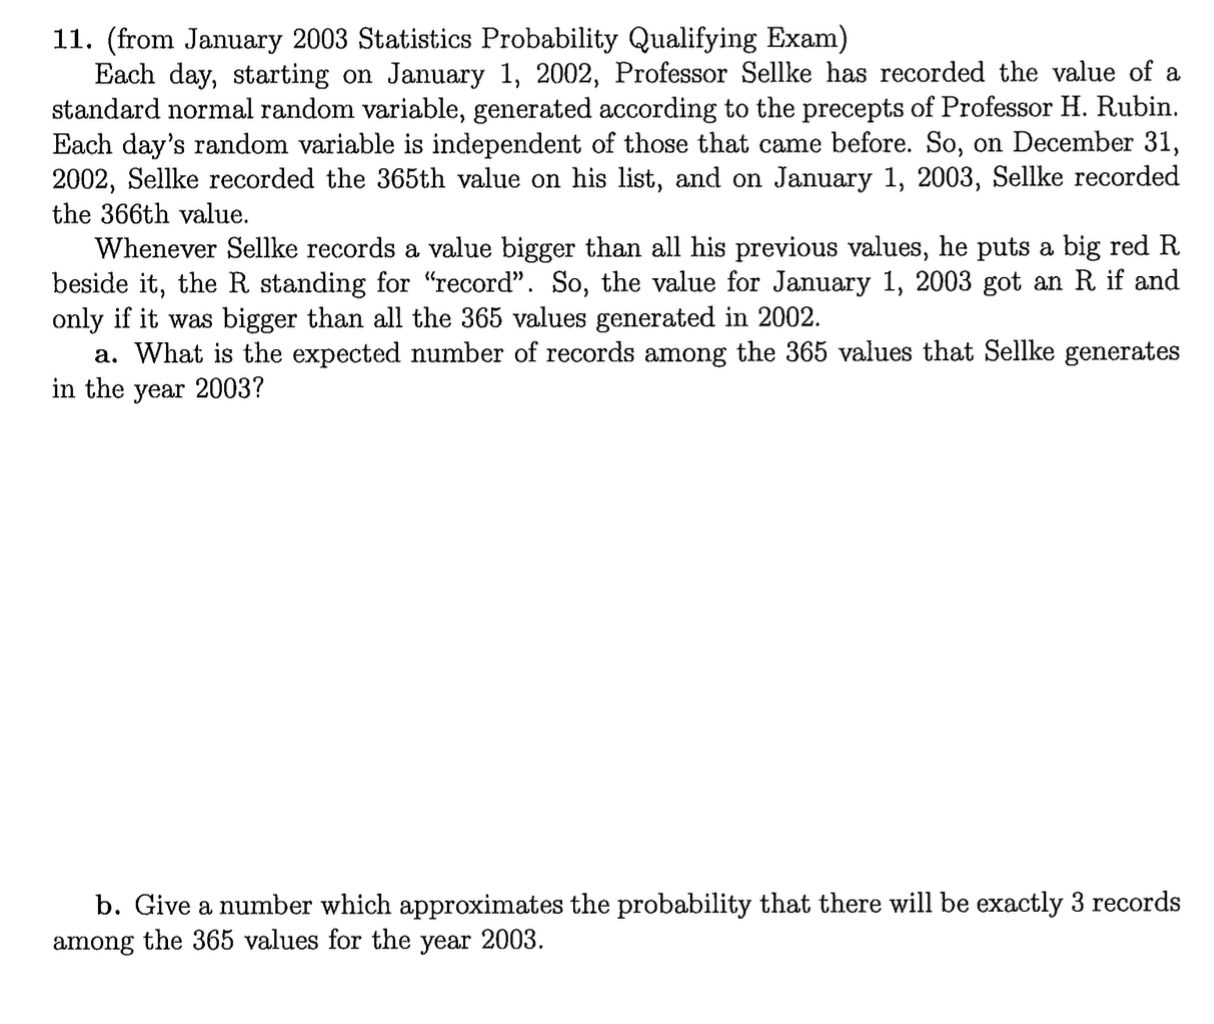 11. (from January 2003 Statistics Probability Qualifying Exam)
Each day, starting on January 1, 2002, Professor Sellke has recorded the value of a
standard normal random variable, generated according to the precepts of Professor H. Rubin.
Each day's random variable is independent of those that came before. So, on December 31,
2002, Sellke recorded the 365th value on his list, and on January 1, 2003, Sellke recorded
the 366th value.
Whenever Sellke records a value bigger than all his previous values, he puts a big red R
beside it, the R standing for “record”. So, the value for January 1, 2003 got an R if and
only if it was bigger than all the 365 values generated in 2002.
a. What is the expected number of records among the 365 values that Sellke generates
in the year 2003?
b. Give a number which approximates the probability that there will be exactly 3 records
among the 365 values for the year 2003.